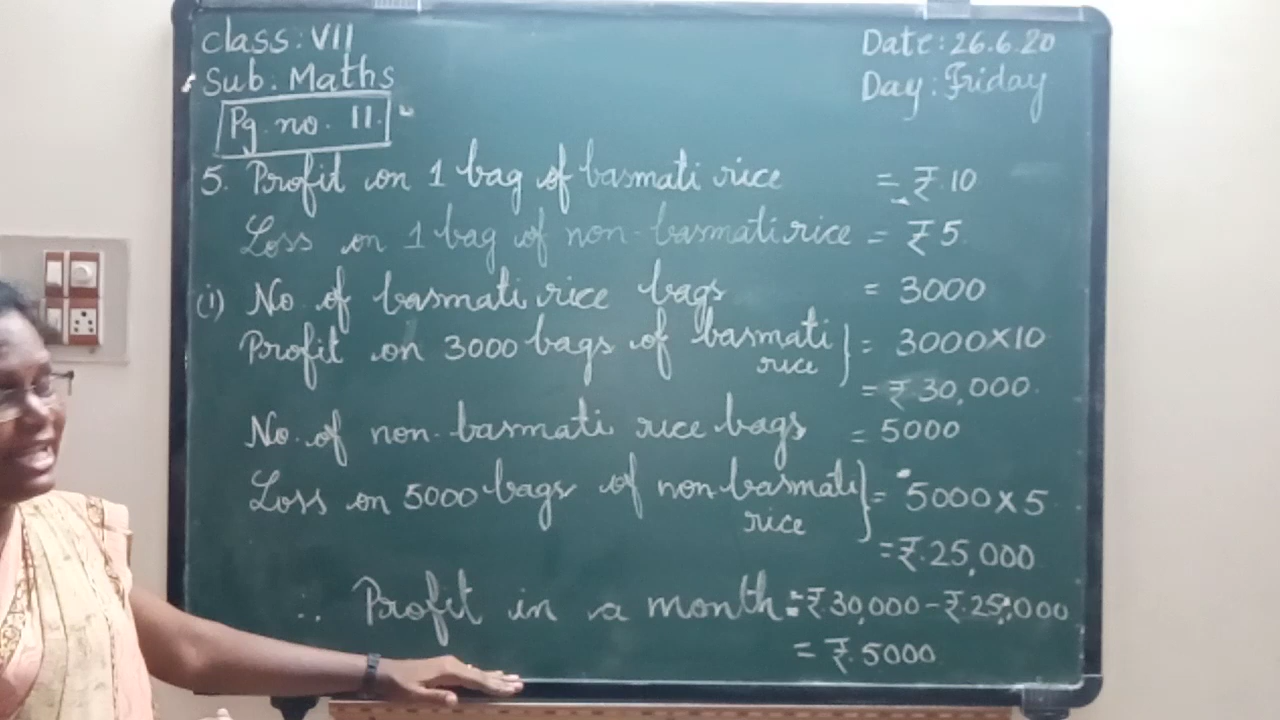 Class: VII
Date: 26.6.20
Sub: Maths
Day: Friday
Pg. no. 11.
5. Profit on 1 bag of basmati rice = ₹.10
Loss on 1 bag of non-basmati rice = ₹5.
(i) No. of basmati rice bags = 3000
Profit on 3000 bags of basmati rice } = 3000×10
= ₹30,000.
No. of non-basmati rice bags = 5000
Loss on 5000 bags of non basmati rice } = 5000×5
= ₹.25,000
∴ Profit in a month = ₹30,000 - ₹.25,000
= ₹.5000